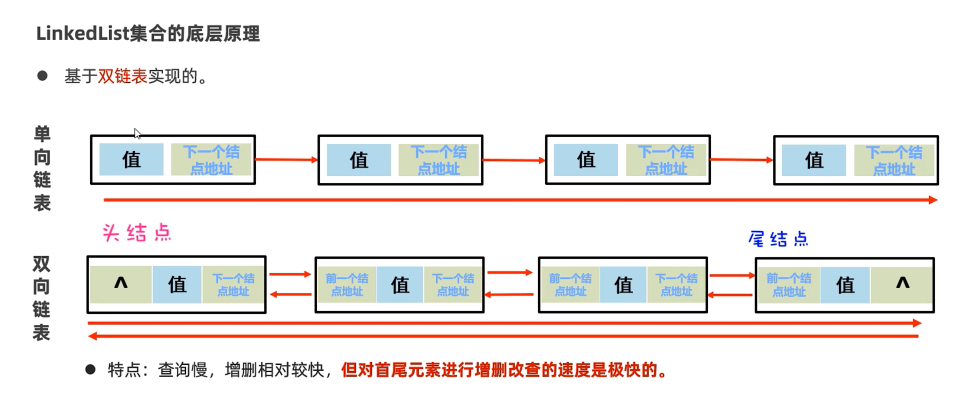 LinkedList集合的底层原理
● 基于双链表实现的。
单向链表
值 下一个结点地址 值 下一个结点地址 值 下一个结点地址 值 下一个结点地址
头结点 尾结点
双向链表
^ 值 下一个结点地址 前一个结点地址 值 下一个结点地址 前一个结点地址 值 下一个结点地址 前一个结点地址 值 ^
● 特点：查询慢，增删相对较快，但对首尾元素进行增删改查的速度是极快的。